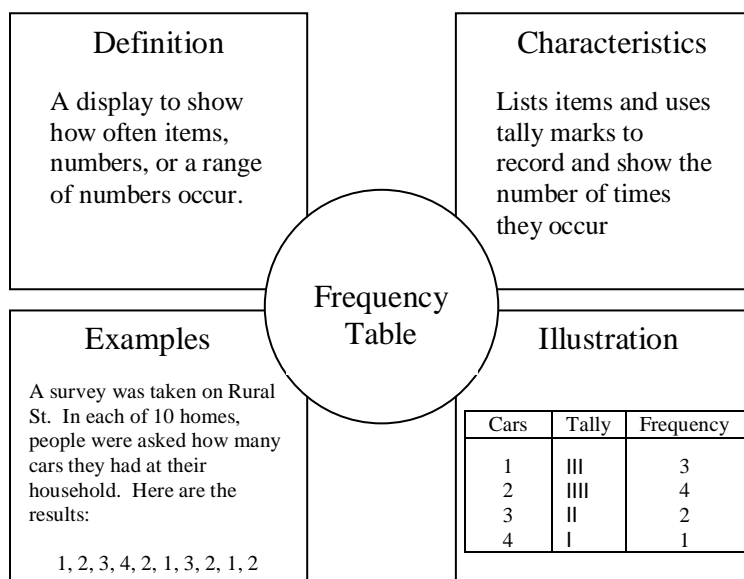 Definition
A display to show
how often items,
numbers, or a range
of numbers occur.
Characteristics
Lists items and uses
tally marks to
record and show the
number of times
they occur
Frequency
Table
Examples
A survey was taken on Rural
St.  In each of 10 homes,
people were asked how many
cars they had at their
household.  Here are the
results:
1, 2, 3, 4, 2, 1, 3, 2, 1, 2
Illustration
Cars Tally Frequency
1 III 3
2 IIII 4
3 II 2
4 I 1